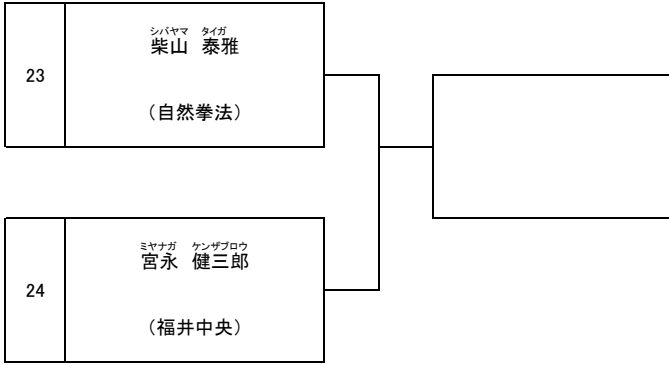 シバヤマ タイガ
23 柴山 泰雅
（自然拳法）
ミヤナガ ケンザブロウ
24 宮永 健三郎
（福井中央）